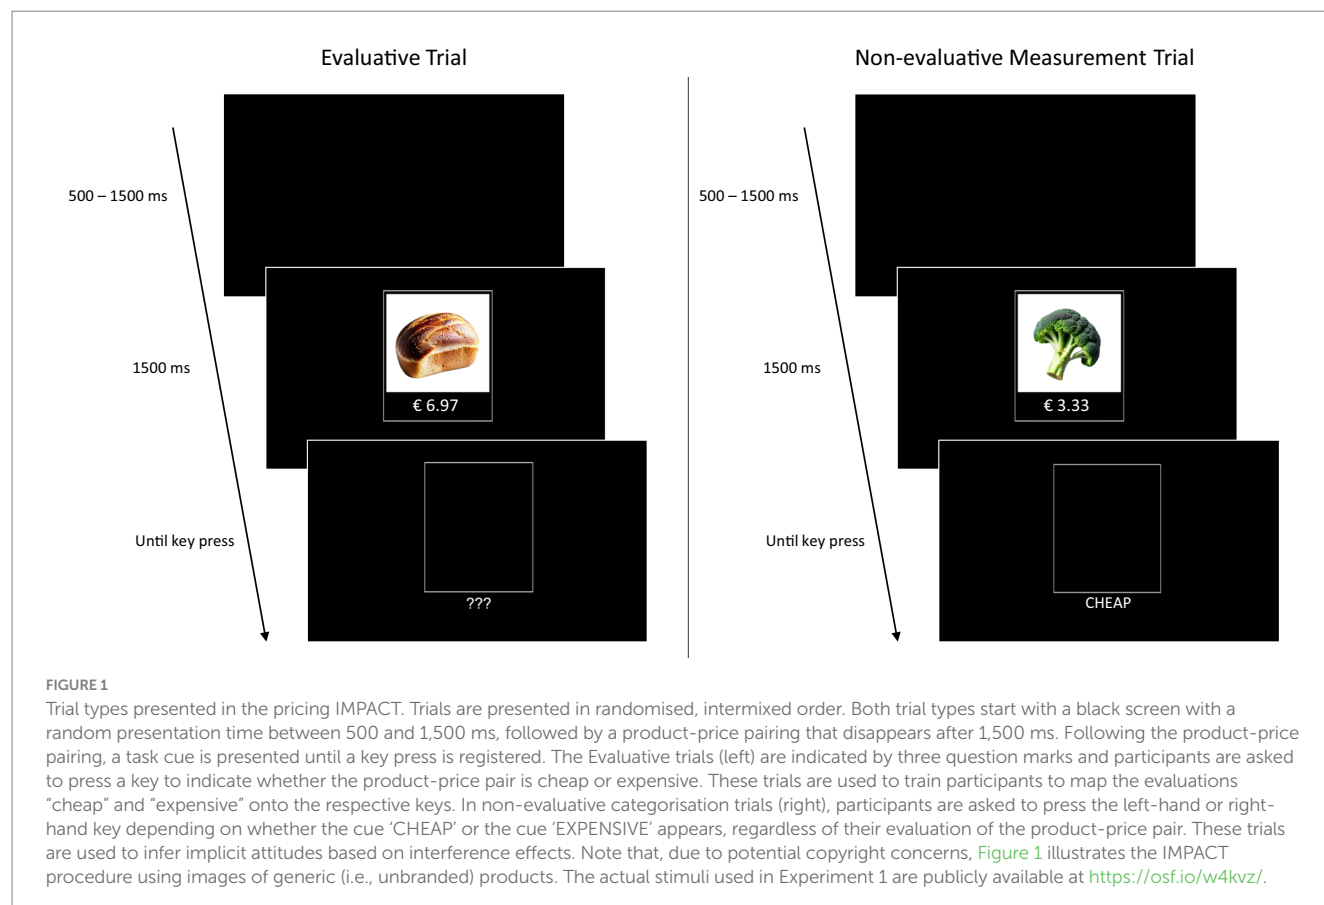 Evaluative Trial
500 – 1500 ms
1500 ms
€ 6.97
Until key press
???
Non-evaluative Measurement Trial
500 – 1500 ms
1500 ms
€ 3.33
Until key press
CHEAP
FIGURE 1
Trial types presented in the pricing IMPACT. Trials are presented in randomised, intermixed order. Both trial types start with a black screen with a
random presentation time between 500 and 1,500 ms, followed by a product-price pairing that disappears after 1,500 ms. Following the product-price
pairing, a task cue is presented until a key press is registered. The Evaluative trials (left) are indicated by three question marks and participants are asked
to press a key to indicate whether the product-price pair is cheap or expensive. These trials are used to train participants to map the evaluations
“cheap” and “expensive” onto the respective keys. In non-evaluative categorisation trials (right), participants are asked to press the left-hand or right-
hand key depending on whether the cue ‘CHEAP’ or the cue ‘EXPENSIVE’ appears, regardless of their evaluation of the product-price pair. These trials
are used to infer implicit attitudes based on interference effects. Note that, due to potential copyright concerns, Figure 1 illustrates the IMPACT
procedure using images of generic (i.e., unbranded) products. The actual stimuli used in Experiment 1 are publicly available at https://osf.io/w4kvz/.